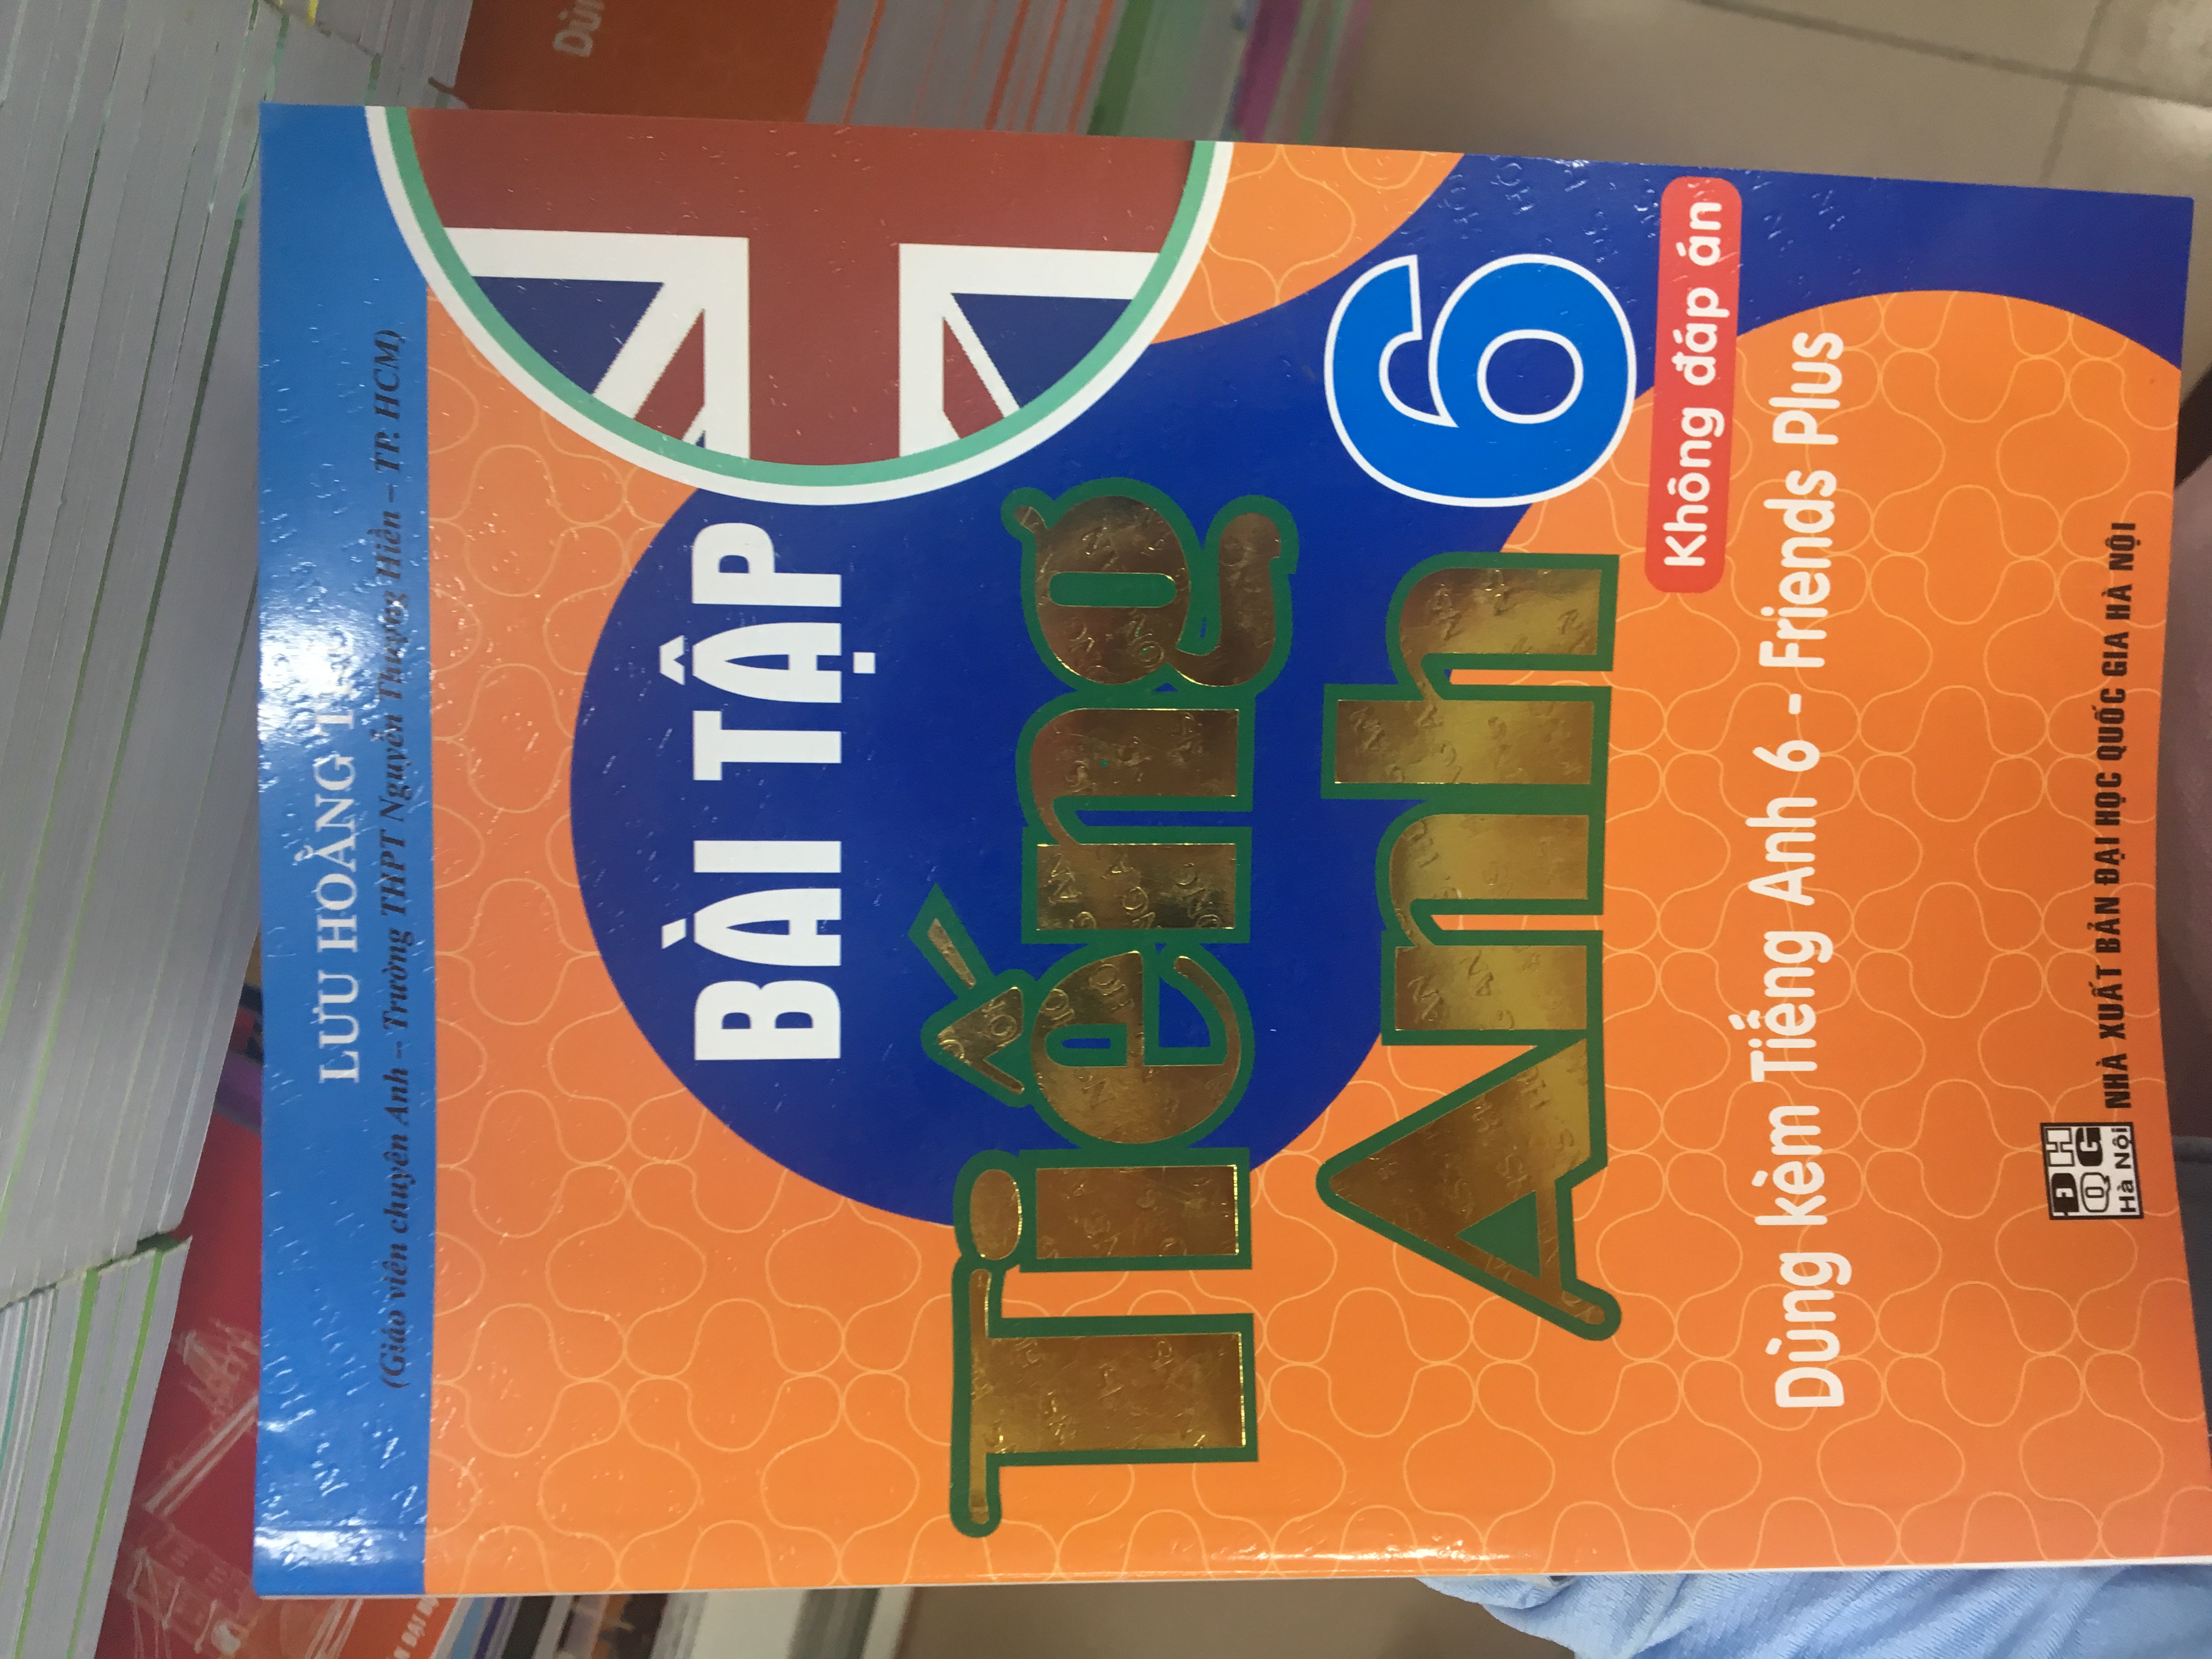 LƯU HOẰNG
(Giáo viên chuyên Anh – Trường THPT Nguyễn Thượng Hiền – TP. HCM)
BÀI TẬP
Tiếng
Anh 6
Không đáp án
Dùng kèm Tiếng Anh 6 - Friends Plus
ĐH
QG
Hà Nội
NHÀ XUẤT BẢN ĐẠI HỌC QUỐC GIA HÀ NỘI